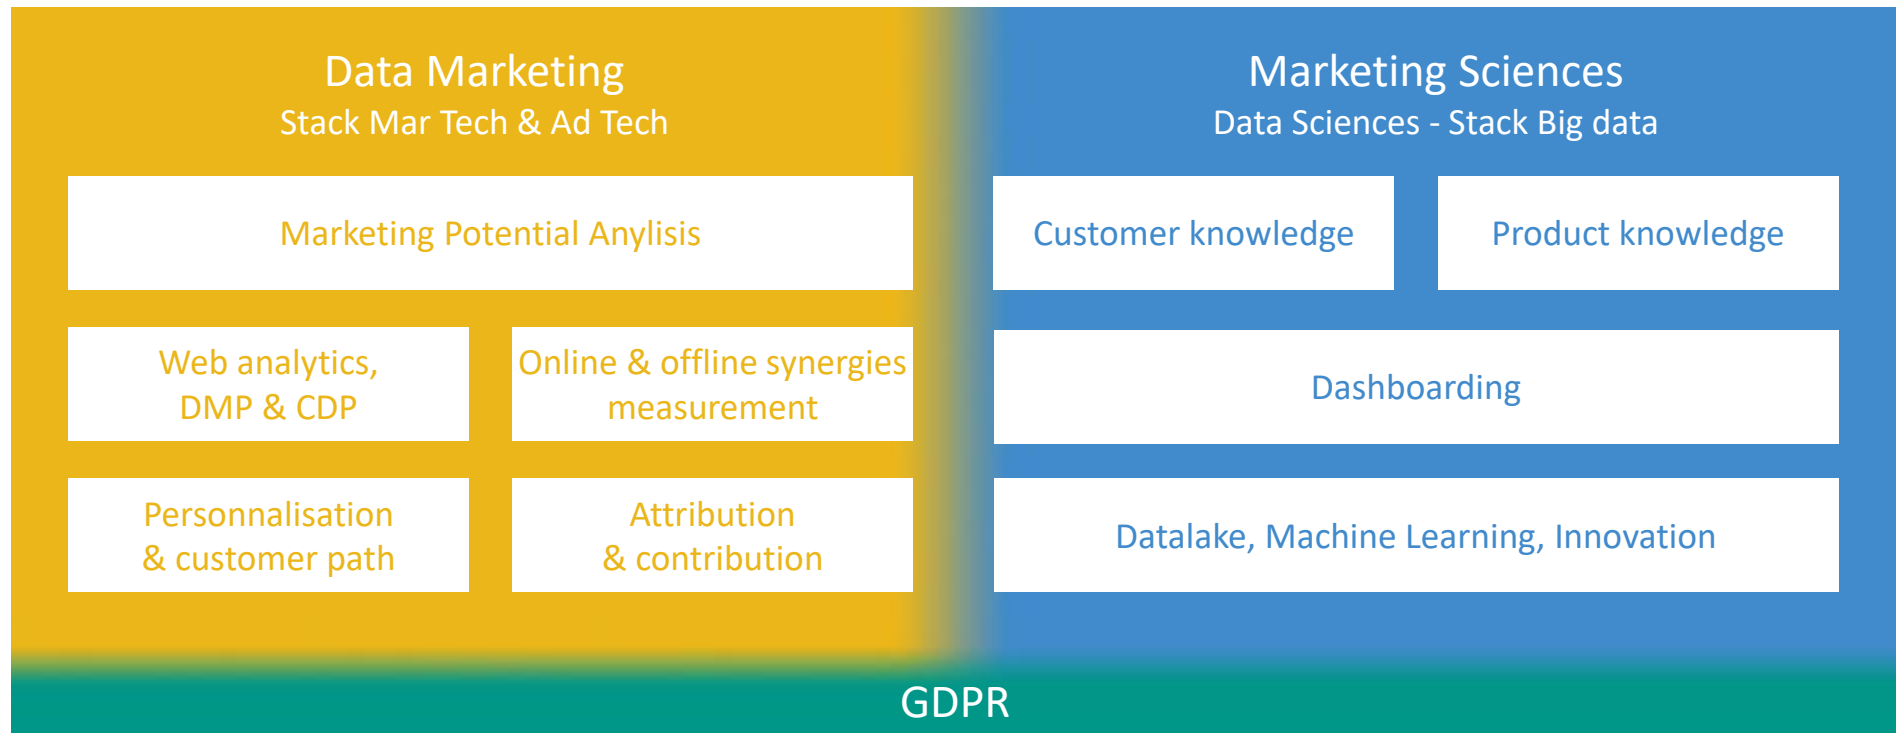 Data Marketing
Stack Mar Tech & Ad Tech
Marketing Potential Anylisis
Web analytics,
DMP & CDP
Online & offline synergies
measurement
Personnalisation
& customer path
Attribution
& contribution
Marketing Sciences
Data Sciences - Stack Big data
Customer knowledge
Product knowledge
Dashboarding
Datalake, Machine Learning, Innovation
GDPR